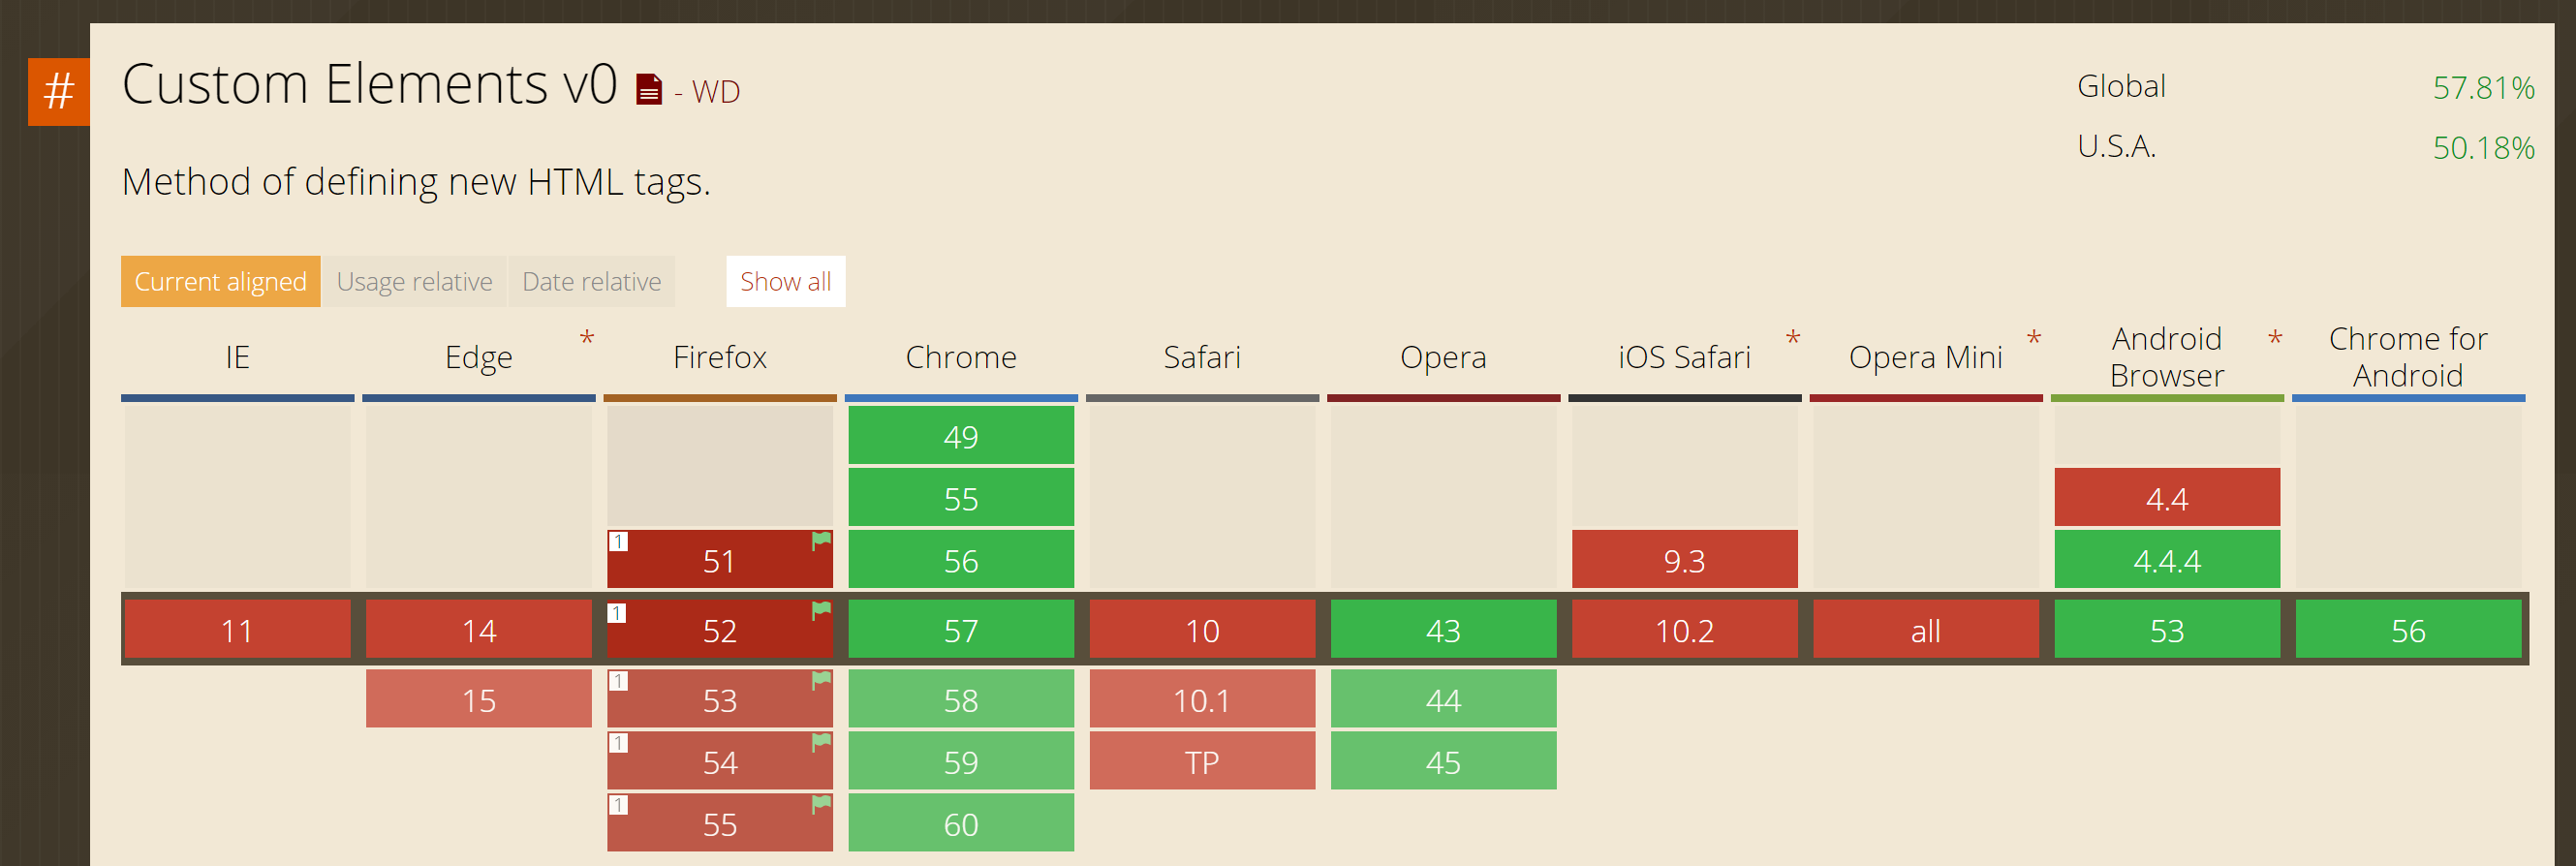 #
Custom Elements v0 - WD
Global 57.81%
U.S.A. 50.18%
Method of defining new HTML tags.
Current aligned Usage relative Date relative Show all
IE Edge * Firefox Chrome Safari Opera iOS Safari * Opera Mini * Android Browser * Chrome for Android
49
55 4.4
1 51 56 9.3 4.4.4
11 14 1 52 57 10 43 10.2 all 53 56
15 1 53 58 10.1 44
1 54 59 TP 45
1 55 60